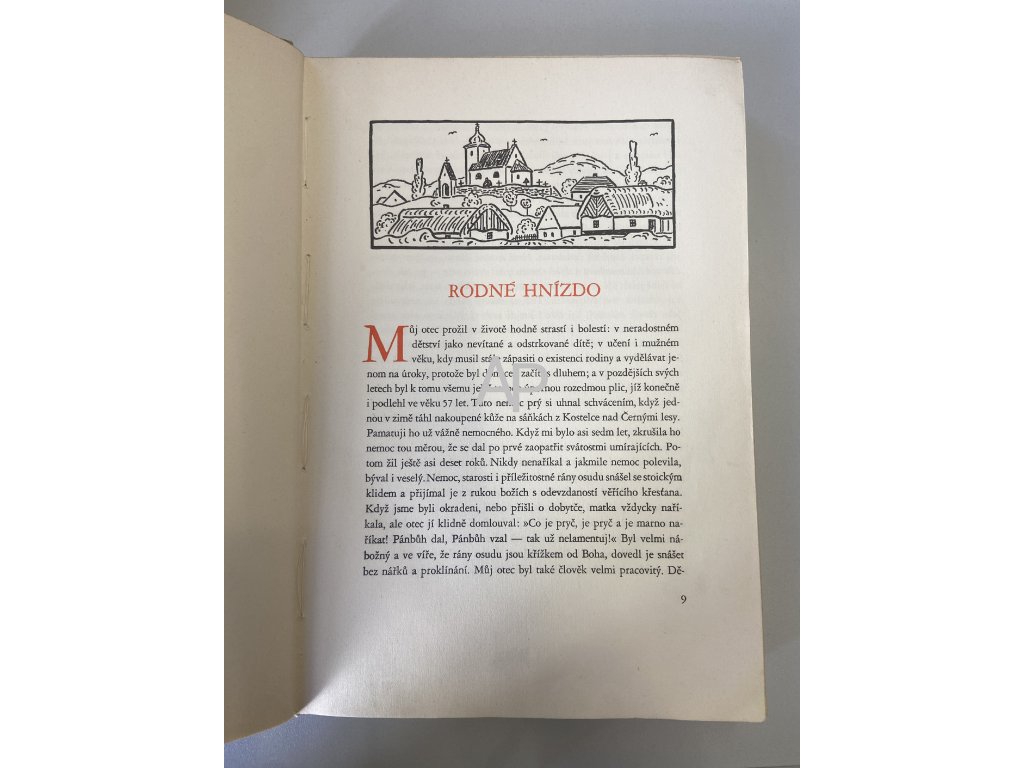 RODNÉ HNÍZDO
Můj otec prožil v životě hodně strastí i bolestí: v neradostném
dětství jako nevítané a odstrkované dítě; v učení i mužném
věku, kdy musil stále zápasiti o existenci rodiny a vydělávat je-
nom na úroky, protože byl donucen začít s dluhem; a v pozdějších svých
letech byl k tomu všemu rozedmou plic, jíž konečně
i podlehl ve věku 57 let. Tuto nemoc prý si uhnal schvácením, když jed-
nou v zimě táhl nakoupené kůže na sáňkách z Kostelce nad Černými lesy.
Pamatuji ho už vážně nemocného. Když mi bylo asi sedm let, zkrušila ho
nemoc tou měrou, že se dal po prvé zaopatřit svátostmi umírajících. Po-
tom žil ještě asi deset roků. Nikdy nenaříkal a jakmile nemoc polevila,
býval i veselý. Nemoc, starosti i příležitostné rány osudu snášel se stoickým
klidem a přijímal je z rukou božích s odevzdaností věřícího křesťana.
Když jsme byli okradeni, nebo přišli o dobytče, matka vždycky naří-
kala, ale otec jí klidně domlouval: »Co je pryč, je pryč a je marno na-
říkat! Pánbůh dal, Pánbůh vzal — tak už nelamentuj!« Byl velmi ná-
božný a ve víře, že rány osudu jsou křížkem od Boha, dovedl je snášet
bez nářků a proklínání. Můj otec byl také člověk velmi pracovitý. Dě-
9
AP